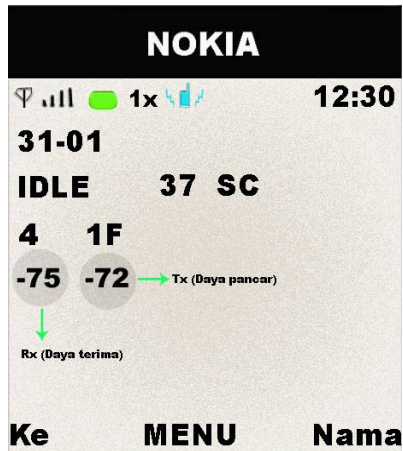 NOKIA
1x 12:30
31-01
IDLE 37 SC
4 1F
-75 -72 Tx (Daya pancar)
Rx (Daya terima)
Ke MENU Nama